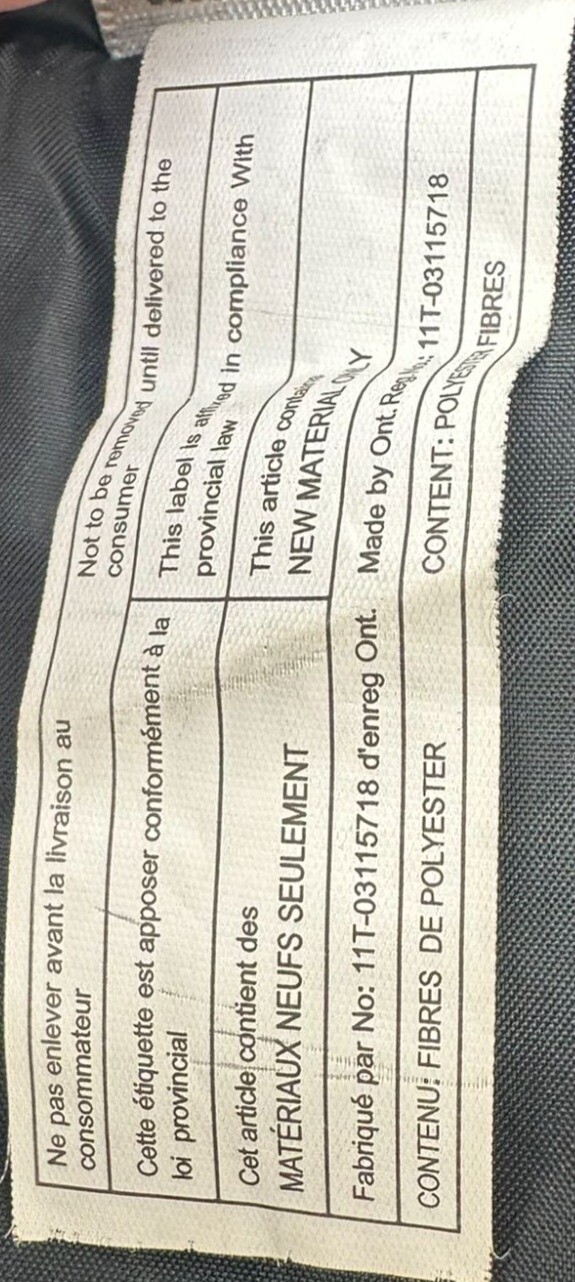 Ne pas enlever avant la livraison au
consommateur
Not to be removed until delivered to the
consumer
Cette étiquette est apposer conformément à la
loi provincial
This label is affixed in compliance With
provincial law
Cet article contient des
MATÉRIAUX NEUFS SEULEMENT
This article contains
NEW MATERIAL ONLY
Fabriqué par No: 11T-03115718 d'enreg Ont.
Made by Ont. Reg No.: 11T-03115718
CONTENU: FIBRES DE POLYESTER
CONTENT: POLYESTER FIBRES